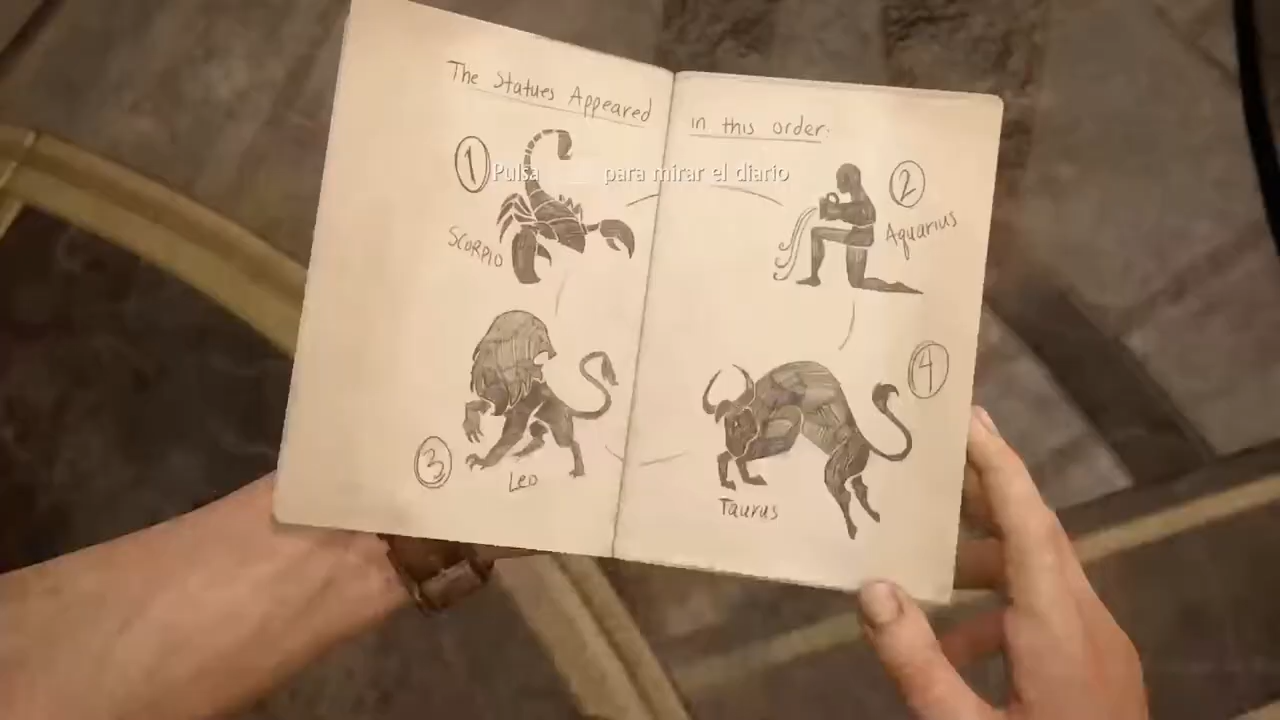 The Statues Appeared
in this order:
1
Pulsa para mirar el diario
2
SCORPIO
Aquarius
3
Leo
4
Taurus